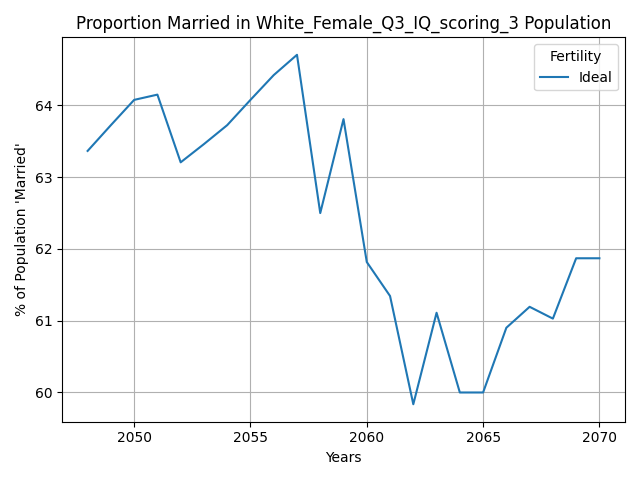 Proportion Married in White_Female_Q3_IQ_scoring_3 Population
Fertility
Ideal
% of Population 'Married'
64
63
62
61
60
2050 2055 2060 2065 2070
Years